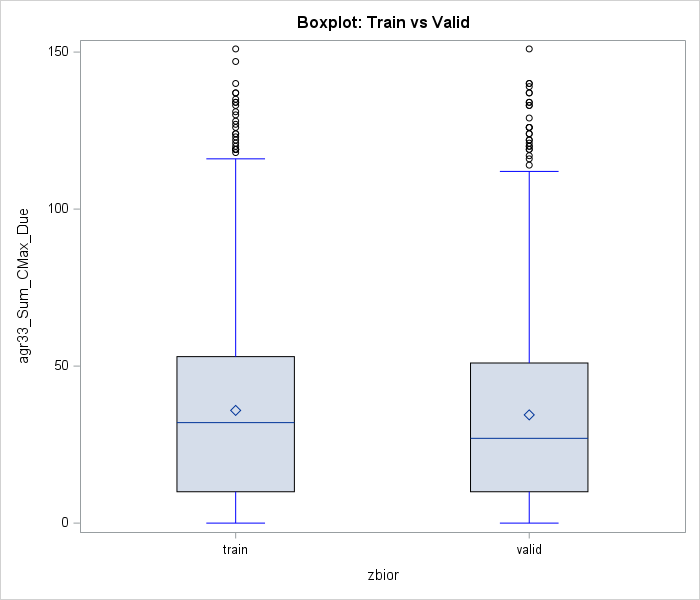 Boxplot: Train vs Valid
150
100
50
0
agr33_Sum_CMax_Due
train
valid
zbior